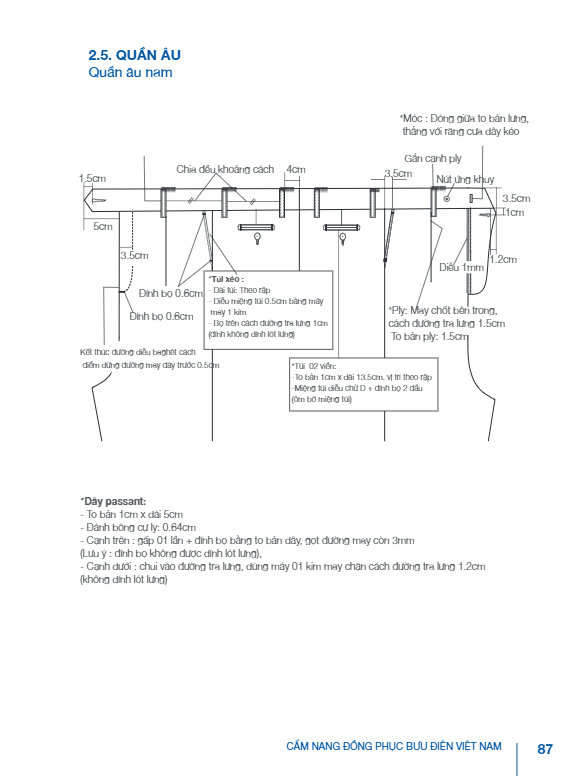 2.5. QUẦN ÂU
Quần âu nam
*Móc : Đóng giữa to bản lưng,
thẳng với răng cưa dây kéo
Gắn cạnh ply
Chia đều khoảng cách
4cm
3.5cm
1.5cm
Nút ứng khuy
3.5cm
1cm
5cm
3.5cm
1.2cm
Diễu 1mm
Đính bọ 0.6cm
Đính bọ 0.6cm
*Túi xéo :
- Dài túi: Theo rập
- Diễu miệng túi 0.5cm bằng máy
may 1 kim
- Bọ trên cách đường tra lưng 1cm
(đính không dính lót lưng)
*Ply: May chốt bên trong,
cách đường tra lưng 1.5cm
To bản ply: 1.5cm
Kết thúc đường diễu baghét cách
điểm dừng đường may dây trước 0.5cm
*Túi 02 viền:
-To bản 1cm x dài 13.5cm, vị trí theo rập
-Miệng túi diễu chữ D + đính bọ 2 đầu
(ôm bờ miệng túi)
*Dây passant:
- To bản 1cm x dài 5cm
- Đánh bông cự ly: 0.64cm
- Cạnh trên : gấp 01 lần + đính bọ bằng to bản dây, gọt đường may còn 3mm
(Lưu ý : đính bọ không được dính lót lưng),
- Cạnh dưới : chui vào đường tra lưng, dùng máy 01 kim may chặn cách đường tra lưng 1.2cm
(không dính lót lưng)
CẨM NANG ĐỒNG PHỤC BƯU ĐIỆN VIỆT NAM
87